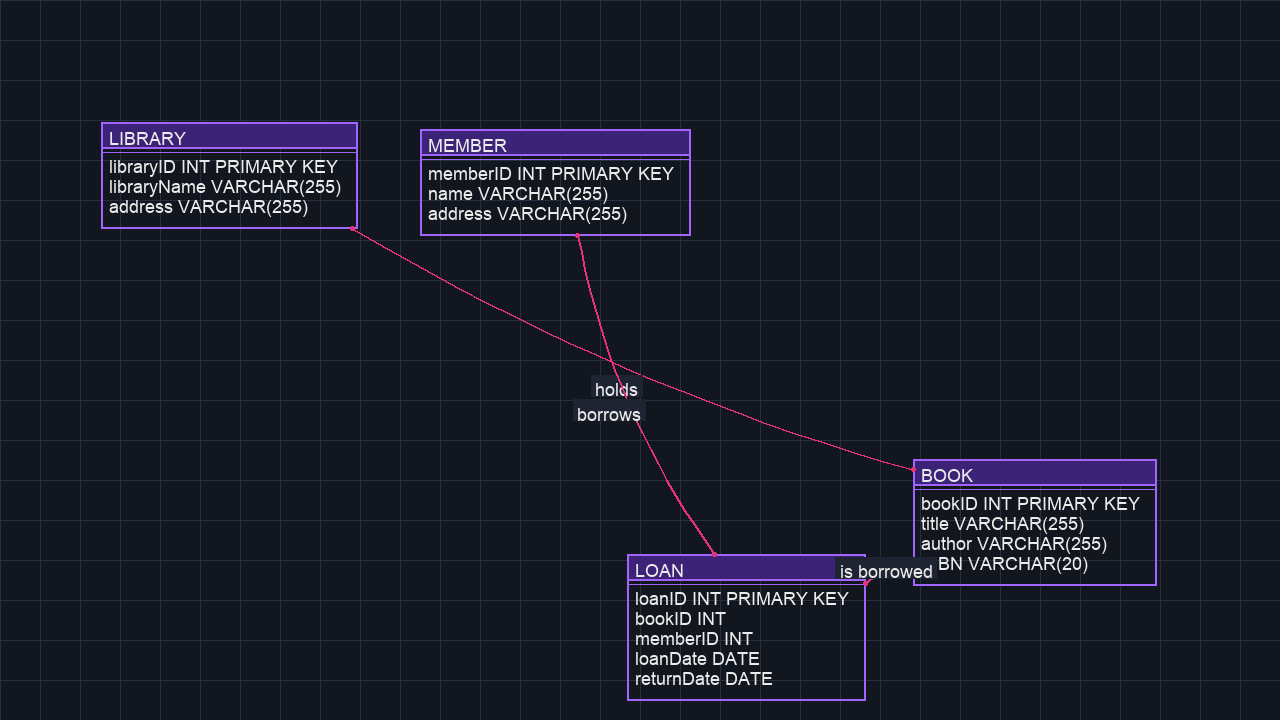 LIBRARY
libraryID INT PRIMARY KEY
libraryName VARCHAR(255)
address VARCHAR(255)
MEMBER
memberID INT PRIMARY KEY
name VARCHAR(255)
address VARCHAR(255)
holds
borrows
BOOK
bookID INT PRIMARY KEY
title VARCHAR(255)
author VARCHAR(255)
BN VARCHAR(20)
is borrowed
LOAN
loanID INT PRIMARY KEY
bookID INT
memberID INT
loanDate DATE
returnDate DATE